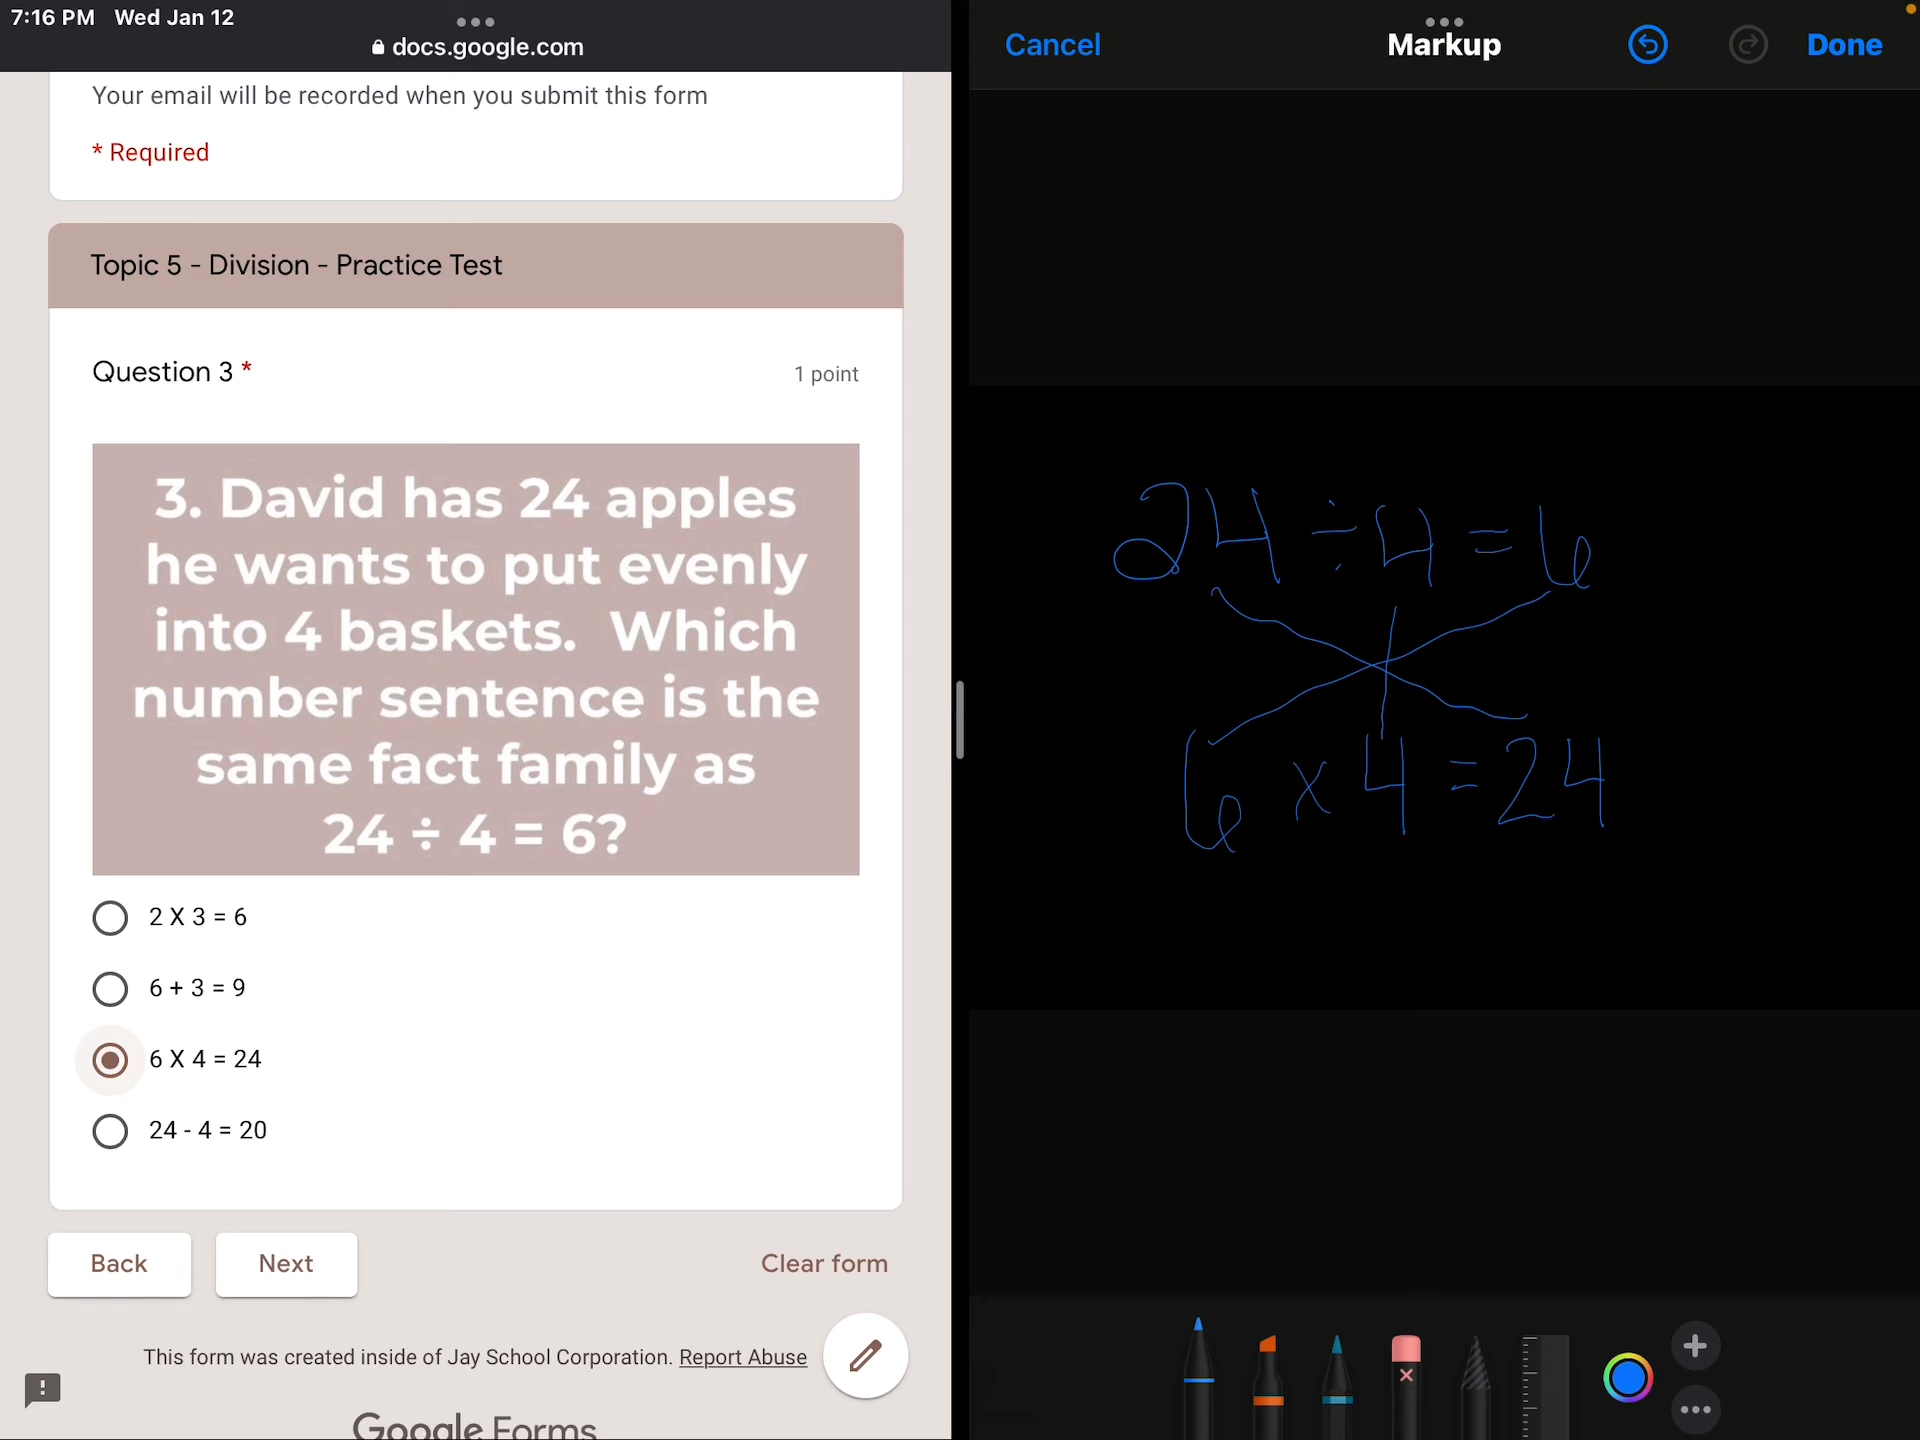 7:16 PM Wed Jan 12
docs.google.com
Your email will be recorded when you submit this form
* Required
Topic 5 - Division - Practice Test
Question 3 *
1 point
3. David has 24 apples
he wants to put evenly
into 4 baskets. Which
number sentence is the
same fact family as
24 ÷ 4 = 6?
2 X 3 = 6
6 + 3 = 9
6 X 4 = 24
24 - 4 = 20
Back
Next
Clear form
This form was created inside of Jay School Corporation. Report Abuse
Google Forms
Cancel
Markup
Done
24 ÷ 4 = 6
6 x 4 = 24